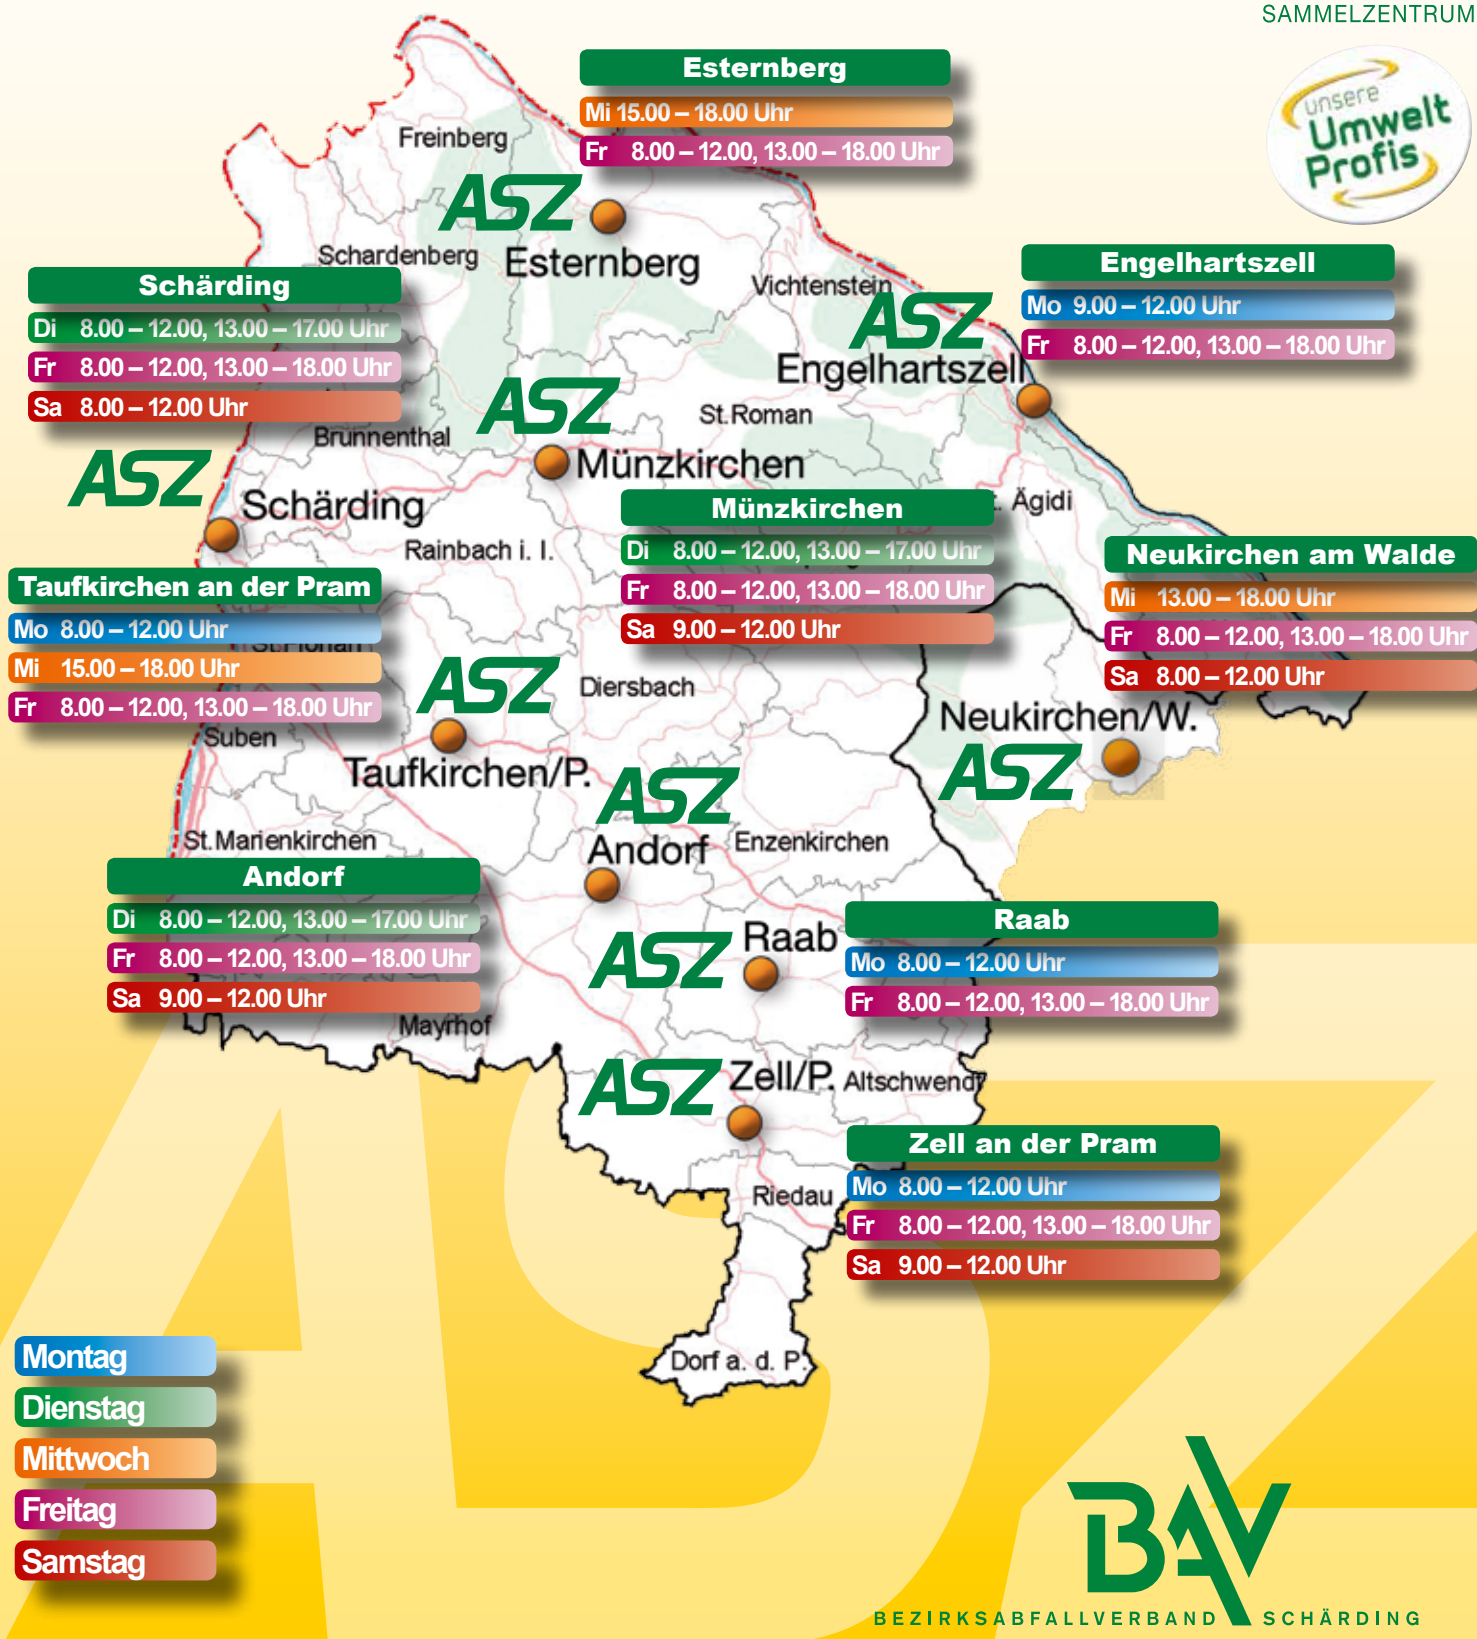 SAMMELZENTRUM
unsere
Umwelt
Profis
Esternberg
Mi 15.00 – 18.00 Uhr
Fr 8.00 – 12.00, 13.00 – 18.00 Uhr
Freinberg
ASZ
Esternberg
Schardenberg
Vichtenstein
Engelhartszell
Mo 9.00 – 12.00 Uhr
Fr 8.00 – 12.00, 13.00 – 18.00 Uhr
ASZ
Engelhartszell
Schärding
Di 8.00 – 12.00, 13.00 – 17.00 Uhr
Fr 8.00 – 12.00, 13.00 – 18.00 Uhr
Sa 8.00 – 12.00 Uhr
ASZ
St.Roman
Brunnenthal
Münzkirchen
ASZ
Schärding
Ägidi
Rainbach i. I.
Münzkirchen
Di 8.00 – 12.00, 13.00 – 17.00 Uhr
Fr 8.00 – 12.00, 13.00 – 18.00 Uhr
Sa 9.00 – 12.00 Uhr
Neukirchen am Walde
Mi 13.00 – 18.00 Uhr
Fr 8.00 – 12.00, 13.00 – 18.00 Uhr
Sa 8.00 – 12.00 Uhr
Taufkirchen an der Pram
Mo 8.00 – 12.00 Uhr
St.Florian
Mi 15.00 – 18.00 Uhr
Fr 8.00 – 12.00, 13.00 – 18.00 Uhr
ASZ
Diersbach
Suben
Taufkirchen/P.
Neukirchen/W.
ASZ
ASZ
Andorf
Enzenkirchen
St.Marienkirchen
Andorf
Di 8.00 – 12.00, 13.00 – 17.00 Uhr
Fr 8.00 – 12.00, 13.00 – 18.00 Uhr
Sa 9.00 – 12.00 Uhr
Mayrhof
ASZ
Raab
Raab
Mo 8.00 – 12.00 Uhr
Fr 8.00 – 12.00, 13.00 – 18.00 Uhr
ASZ
Zell/P.
Altschwendt
Zell an der Pram
Mo 8.00 – 12.00 Uhr
Fr 8.00 – 12.00, 13.00 – 18.00 Uhr
Sa 9.00 – 12.00 Uhr
Riedau
Dorf a. d. P.
Montag
Dienstag
Mittwoch
Freitag
Samstag
ASZ
BAV
BEZIRKSABFALLVERBAND SCHÄRDING